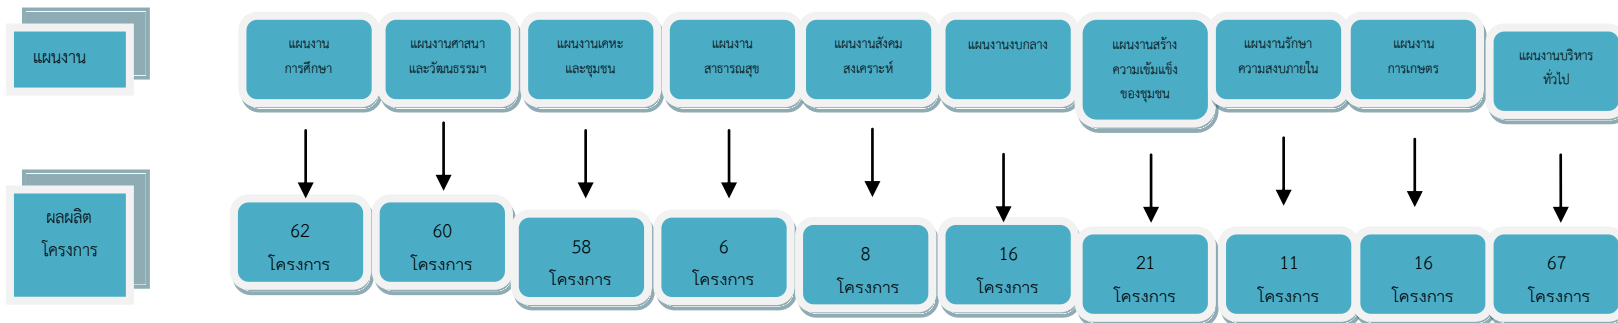 แผนงาน
แผนงาน
การศึกษา
แผนงานศาสนา
และวัฒนธรรมฯ
แผนงานเคหะ
และชุมชน
แผนงาน
สาธารณสุข
แผนงานสังคม
สงเคราะห์
แผนงานงบกลาง
แผนงานสร้าง
ความเข้มแข็ง
ของชุมชน
แผนงานรักษา
ความสงบภายใน
แผนงาน
การเกษตร
แผนงานบริหาร
ทั่วไป
ผลผลิต
โครงการ
62
โครงการ
60
โครงการ
58
โครงการ
6
โครงการ
8
โครงการ
16
โครงการ
21
โครงการ
11
โครงการ
16
โครงการ
67
โครงการ